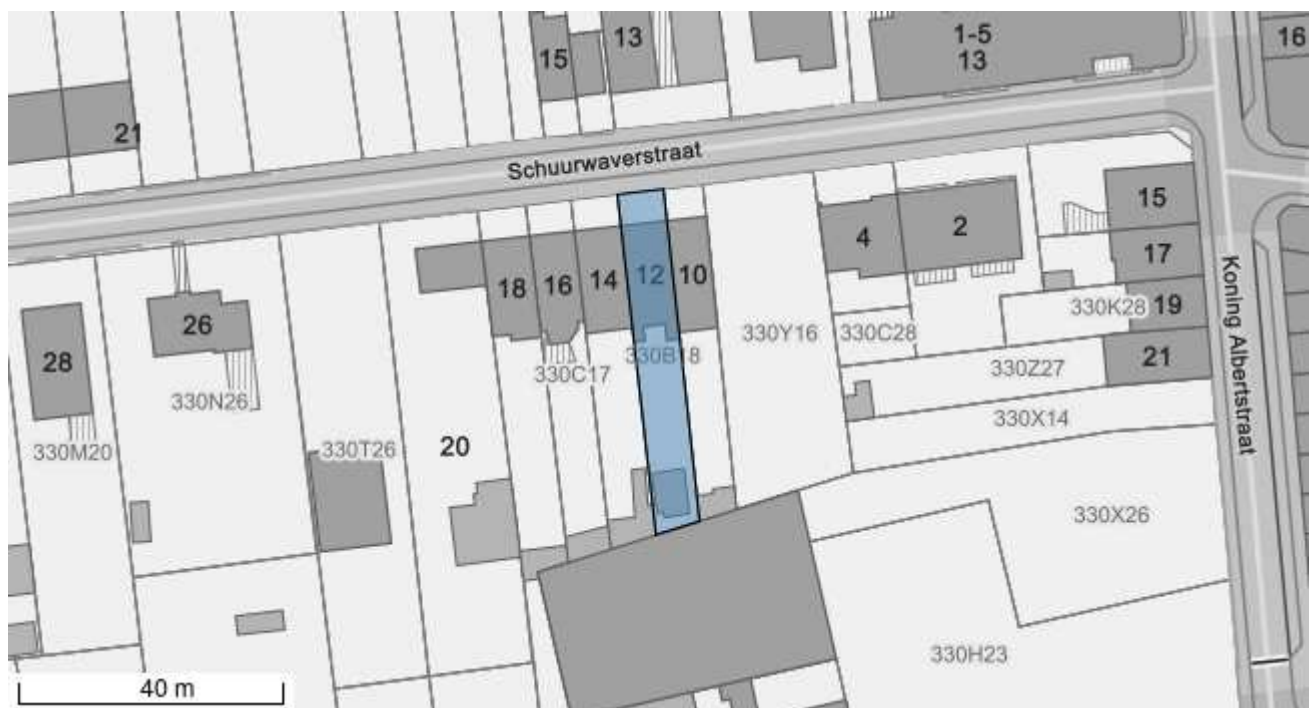 1-5
13
13
15
16
21
Schuurwaverstraat
15
4
2
17
18
16
14
12
10
19
330K28
26
28
330C28
330Y16
21
330B18
330C17
330Z27
330N26
330X14
Koning Albertstraat
330M20
330T26
20
330X26
330H23
40 m